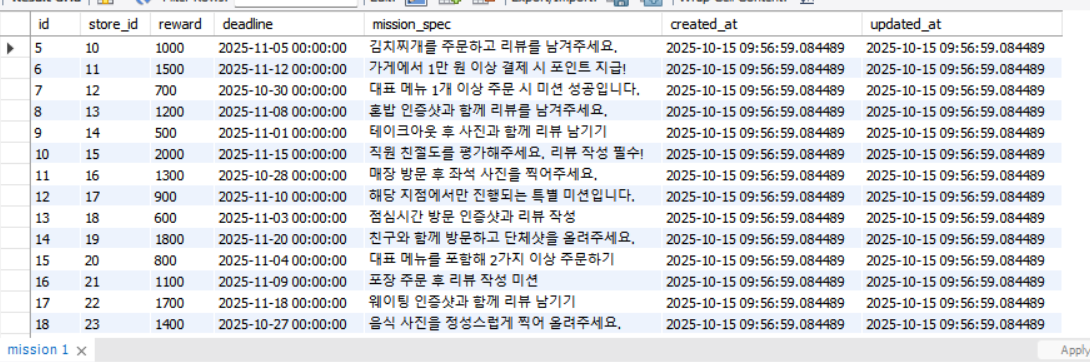 id store_id reward deadline mission_spec created_at updated_at
5 10 1000 2025-11-05 00:00:00 김치찌개를 주문하고 리뷰를 남겨주세요. 2025-10-15 09:56:59.084489 2025-10-15 09:56:59.084489
6 11 1500 2025-11-12 00:00:00 가게에서 1만 원 이상 결제 시 포인트 지급! 2025-10-15 09:56:59.084489 2025-10-15 09:56:59.084489
7 12 700 2025-10-30 00:00:00 대표 메뉴 1개 이상 주문 시 미션 성공입니다. 2025-10-15 09:56:59.084489 2025-10-15 09:56:59.084489
8 13 1200 2025-11-08 00:00:00 혼밥 인증샷과 함께 리뷰를 남겨주세요. 2025-10-15 09:56:59.084489 2025-10-15 09:56:59.084489
9 14 500 2025-11-01 00:00:00 테이크아웃 후 사진과 함께 리뷰 남기기 2025-10-15 09:56:59.084489 2025-10-15 09:56:59.084489
10 15 2000 2025-11-15 00:00:00 직원 친절도를 평가해주세요. 리뷰 작성 필수! 2025-10-15 09:56:59.084489 2025-10-15 09:56:59.084489
11 16 1300 2025-10-28 00:00:00 매장 방문 후 좌석 사진을 찍어주세요. 2025-10-15 09:56:59.084489 2025-10-15 09:56:59.084489
12 17 900 2025-11-10 00:00:00 해당 지점에서만 진행되는 특별 미션입니다. 2025-10-15 09:56:59.084489 2025-10-15 09:56:59.084489
13 18 600 2025-11-03 00:00:00 점심시간 방문 인증샷과 리뷰 작성 2025-10-15 09:56:59.084489 2025-10-15 09:56:59.084489
14 19 1800 2025-11-20 00:00:00 친구와 함께 방문하고 단체샷을 올려주세요. 2025-10-15 09:56:59.084489 2025-10-15 09:56:59.084489
15 20 800 2025-11-04 00:00:00 대표 메뉴를 포함해 2가지 이상 주문하기 2025-10-15 09:56:59.084489 2025-10-15 09:56:59.084489
16 21 1100 2025-11-09 00:00:00 포장 주문 후 리뷰 작성 미션 2025-10-15 09:56:59.084489 2025-10-15 09:56:59.084489
17 22 1700 2025-11-18 00:00:00 웨이팅 인증샷과 함께 리뷰 남기기 2025-10-15 09:56:59.084489 2025-10-15 09:56:59.084489
18 23 1400 2025-10-27 00:00:00 음식 사진을 정성스럽게 찍어 올려주세요. 2025-10-15 09:56:59.084489 2025-10-15 09:56:59.084489
mission 1 Apply